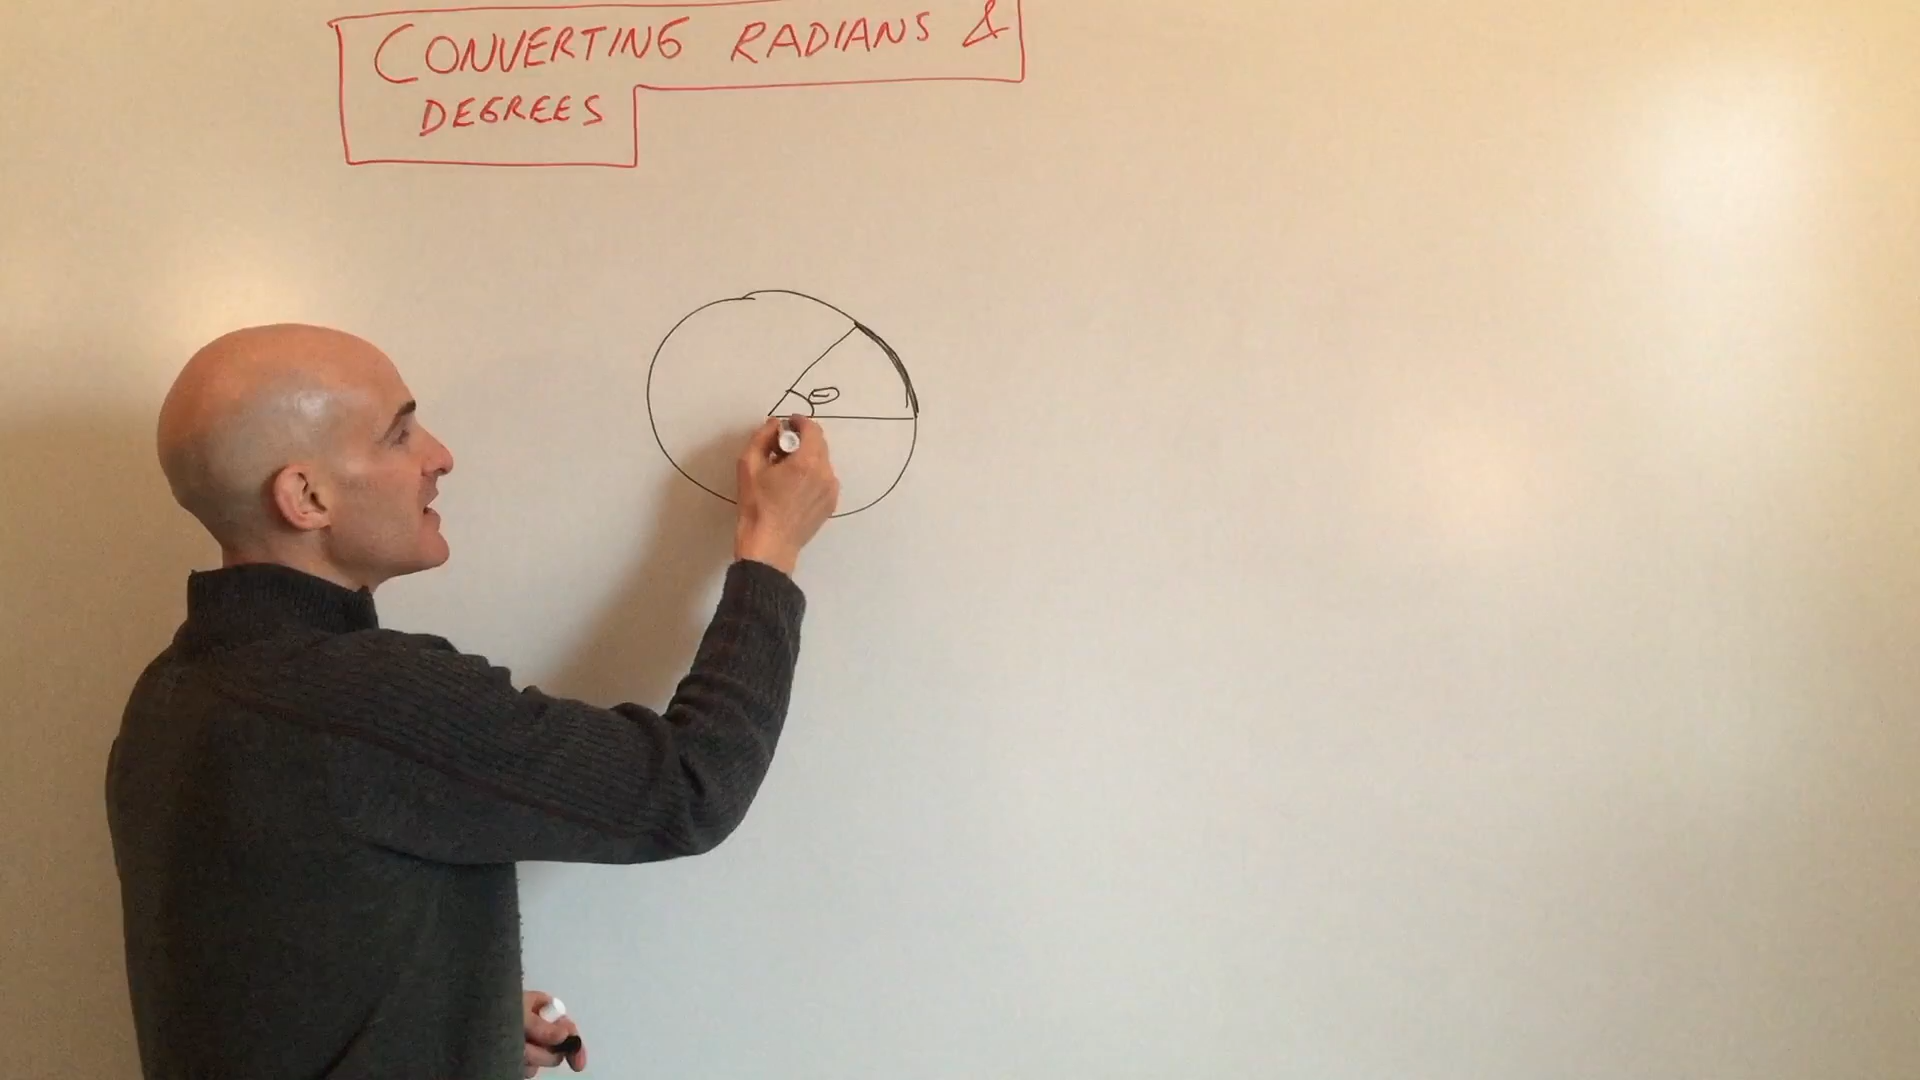 CONVERTING RADIANS &
DEGREES
θ